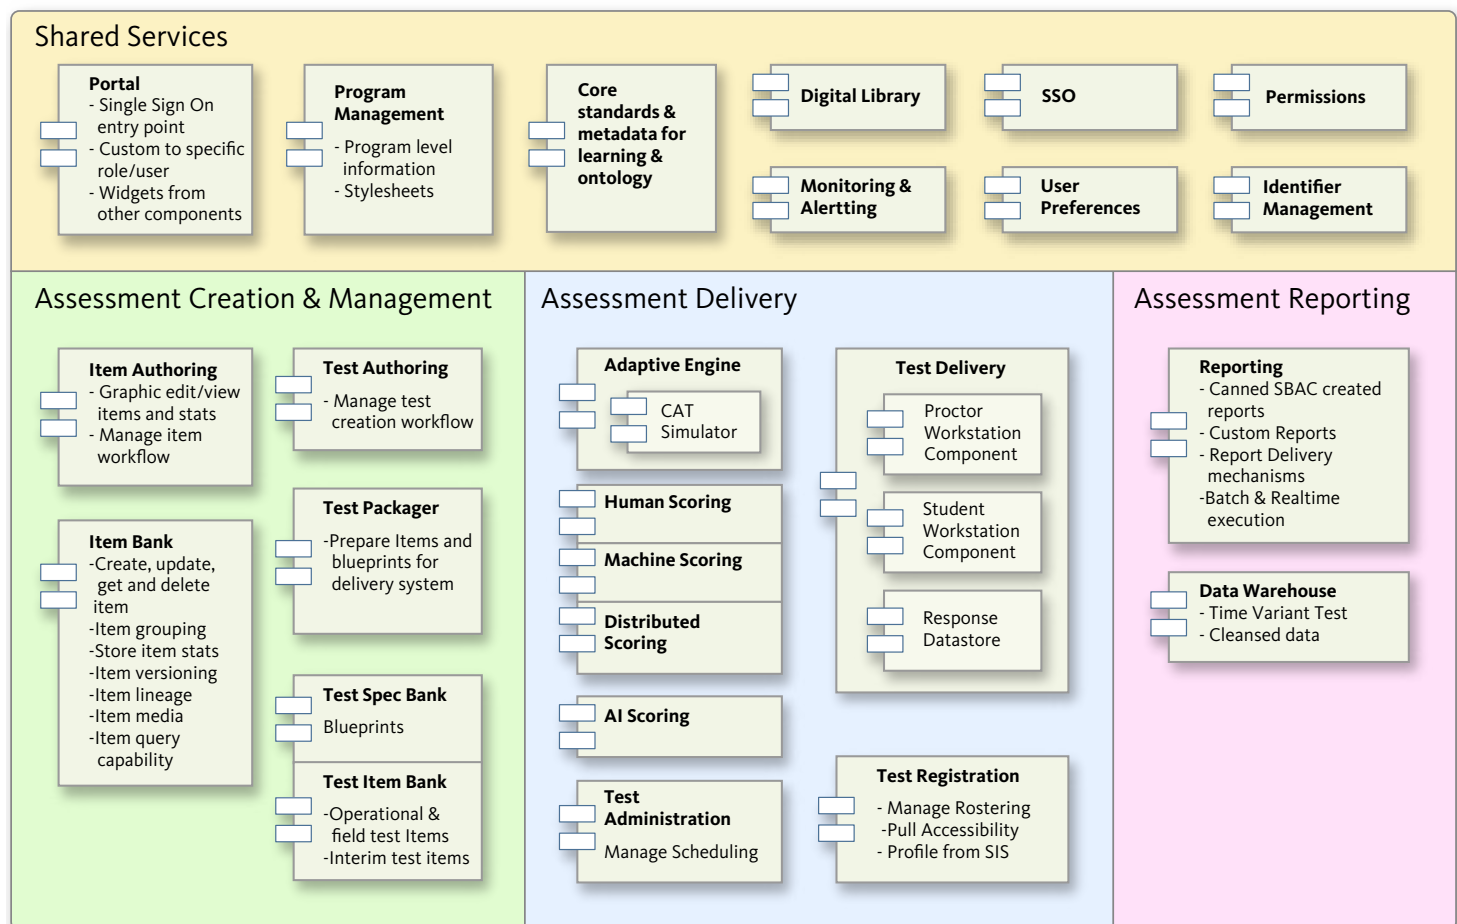 Shared Services
Portal
- Single Sign On
entry point
- Custom to specific
role/user
- Widgets from
other components
Program
Management
- Program level
information
- Stylesheets
Core
standards &
metadata for
learning &
ontology
Digital Library
SSO
Permissions
Monitoring &
Alertting
User
Preferences
Identifier
Management
Assessment Creation & Management
Item Authoring
- Graphic edit/view
items and stats
- Manage item
workflow
Test Authoring
- Manage test
creation workflow
Item Bank
-Create, update,
get and delete
item
-Item grouping
-Store item stats
-Item versioning
-Item lineage
-Item media
-Item query
capability
Test Packager
-Prepare Items and
blueprints for
delivery system
Test Spec Bank
Blueprints
Test Item Bank
-Operational &
field test Items
-Interim test items
Assessment Delivery
Adaptive Engine
CAT
Simulator
Human Scoring
Machine Scoring
Distributed
Scoring
AI Scoring
Test
Administration
Manage Scheduling
Test Delivery
Proctor
Workstation
Component
Student
Workstation
Component
Response
Datastore
Test Registration
- Manage Rostering
-Pull Accessibility
- Profile from SIS
Assessment Reporting
Reporting
- Canned SBAC created
reports
- Custom Reports
- Report Delivery
mechanisms
-Batch & Realtime
execution
Data Warehouse
- Time Variant Test
- Cleansed data